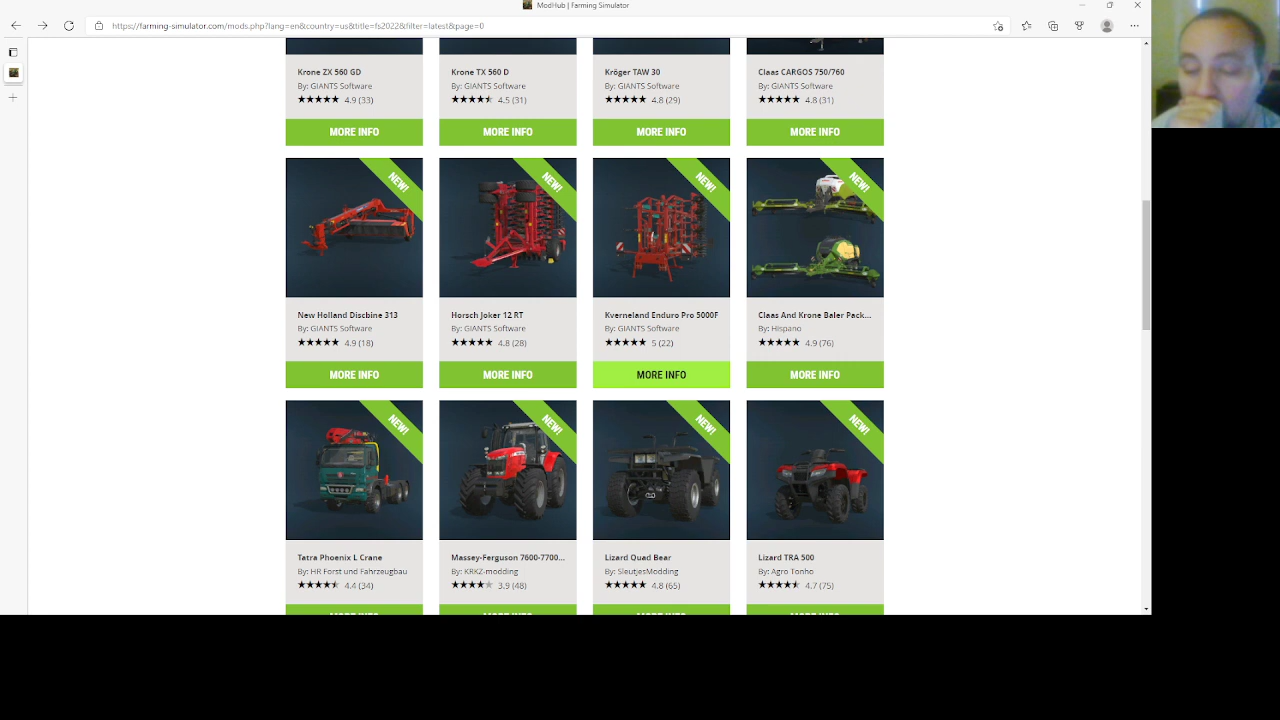 ModHub | Farming Simulator
https://farming-simulator.com/mods.php?lang=en&country=us&title=fs2022&filter=latest&page=0
Krone ZX 560 GD
By: GIANTS Software
4.9 (33)
MORE INFO
Krone TX 560 D
By: GIANTS Software
4.5 (31)
MORE INFO
Kröger TAW 30
By: GIANTS Software
4.8 (29)
MORE INFO
Claas CARGOS 750/760
By: GIANTS Software
4.8 (31)
MORE INFO
NEW!
New Holland Discbine 313
By: GIANTS Software
4.9 (18)
MORE INFO
NEW!
Horsch Joker 12 RT
By: GIANTS Software
4.8 (28)
MORE INFO
NEW!
Kverneland Enduro Pro 5000F
By: GIANTS Software
5 (22)
MORE INFO
NEW!
Claas And Krone Baler Pack...
By: Hispano
4.9 (76)
MORE INFO
NEW!
Tatra Phoenix L Crane
By: HR Forst und Fahrzeugbau
4.4 (34)
NEW!
Massey-Ferguson 7600-7700...
By: KRKZ-modding
3.9 (48)
NEW!
Lizard Quad Bear
By: SleutjesModding
4.8 (65)
NEW!
Lizard TRA 500
By: Agro Tonho
4.7 (75)